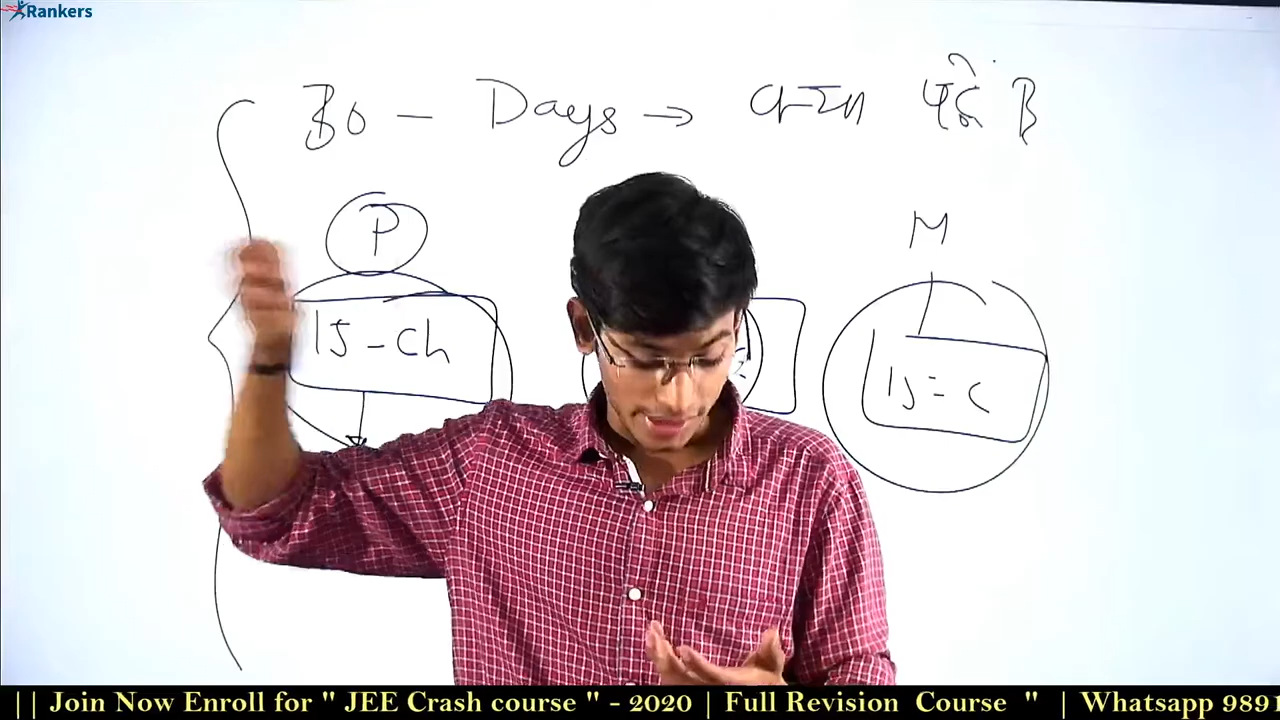 Rankers
30 - Days → क्या पढ़े
P
M
15 - Ch
15 = C
|| Join Now Enroll for " JEE Crash course " - 2020 | Full Revision Course " | Whatsapp 9891